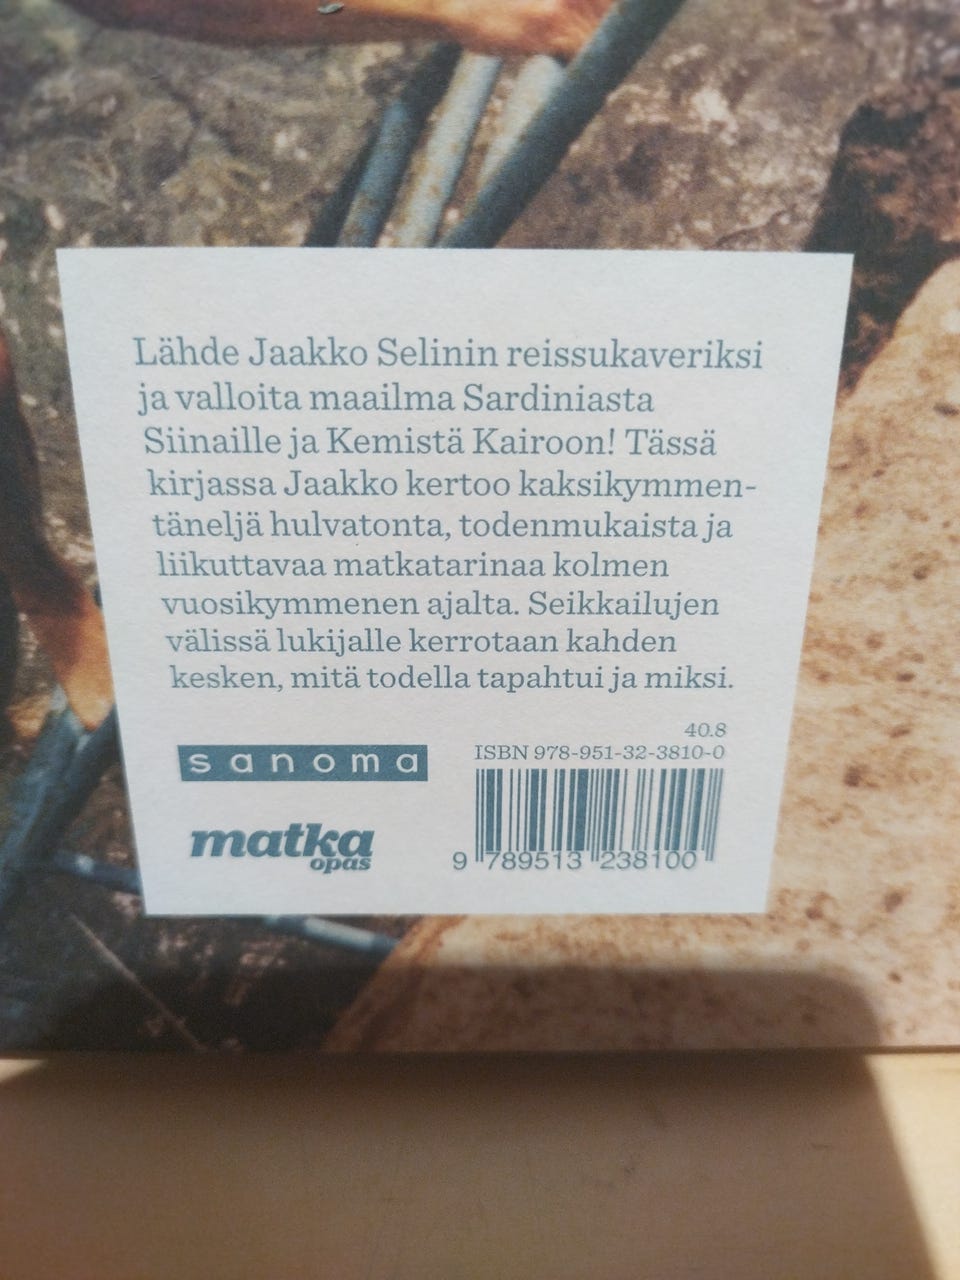 Lähde Jaakko Selinin reissukaveriksi
ja valloita maailma Sardiniasta
Siinaille ja Kemistä Kairoon! Tässä
kirjassa Jaakko kertoo kaksikymmen-
täneljä hulvatonta, todenmukaista ja
liikuttavaa matkatarinaa kolmen
vuosikymmenen ajalta. Seikkailujen
välissä lukijalle kerrotaan kahden
kesken, mitä todella tapahtui ja miksi.
40.8
ISBN 978-951-32-3810-0
sanoma
matka
opas
9 789513 238100